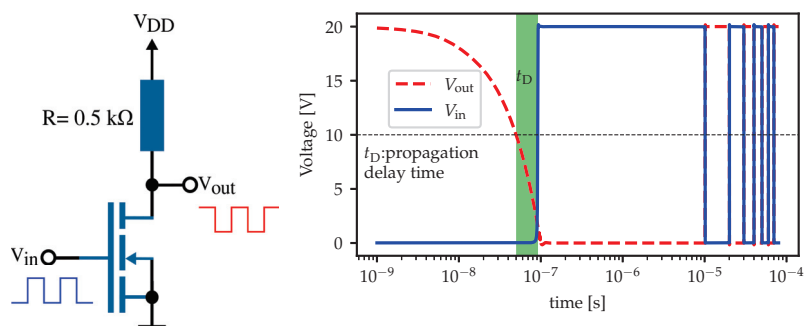 V_DD
R= 0.5 kΩ
V_out
V_in
Voltage [V]
20
15
10
5
0
t_D
V_out
V_in
t_D:propagation
delay time
10^−9
10^−8
10^−7
10^−6
10^−5
10^−4
time [s]